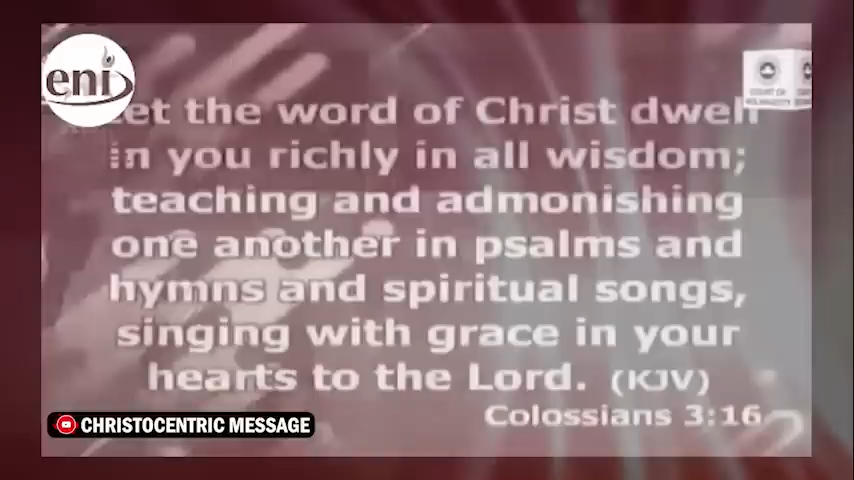 eni
Let the word of Christ dwell
in you richly in all wisdom;
teaching and admonishing
one another in psalms and
hymns and spiritual songs,
singing with grace in your
hearts to the Lord. (KJV)
Colossians 3:16
CHRISTOCENTRIC MESSAGE